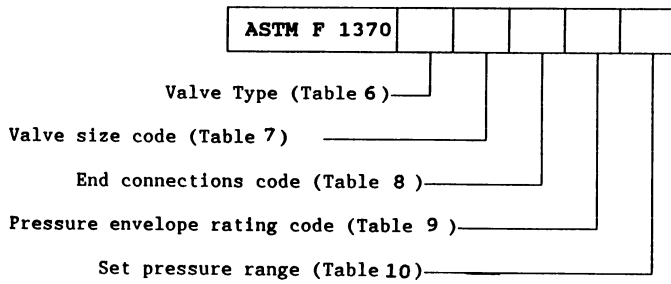 ASTM F 1370
Valve Type (Table 6)
Valve size code (Table 7)
End connections code (Table 8)
Pressure envelope rating code (Table 9)
Set pressure range (Table 10)